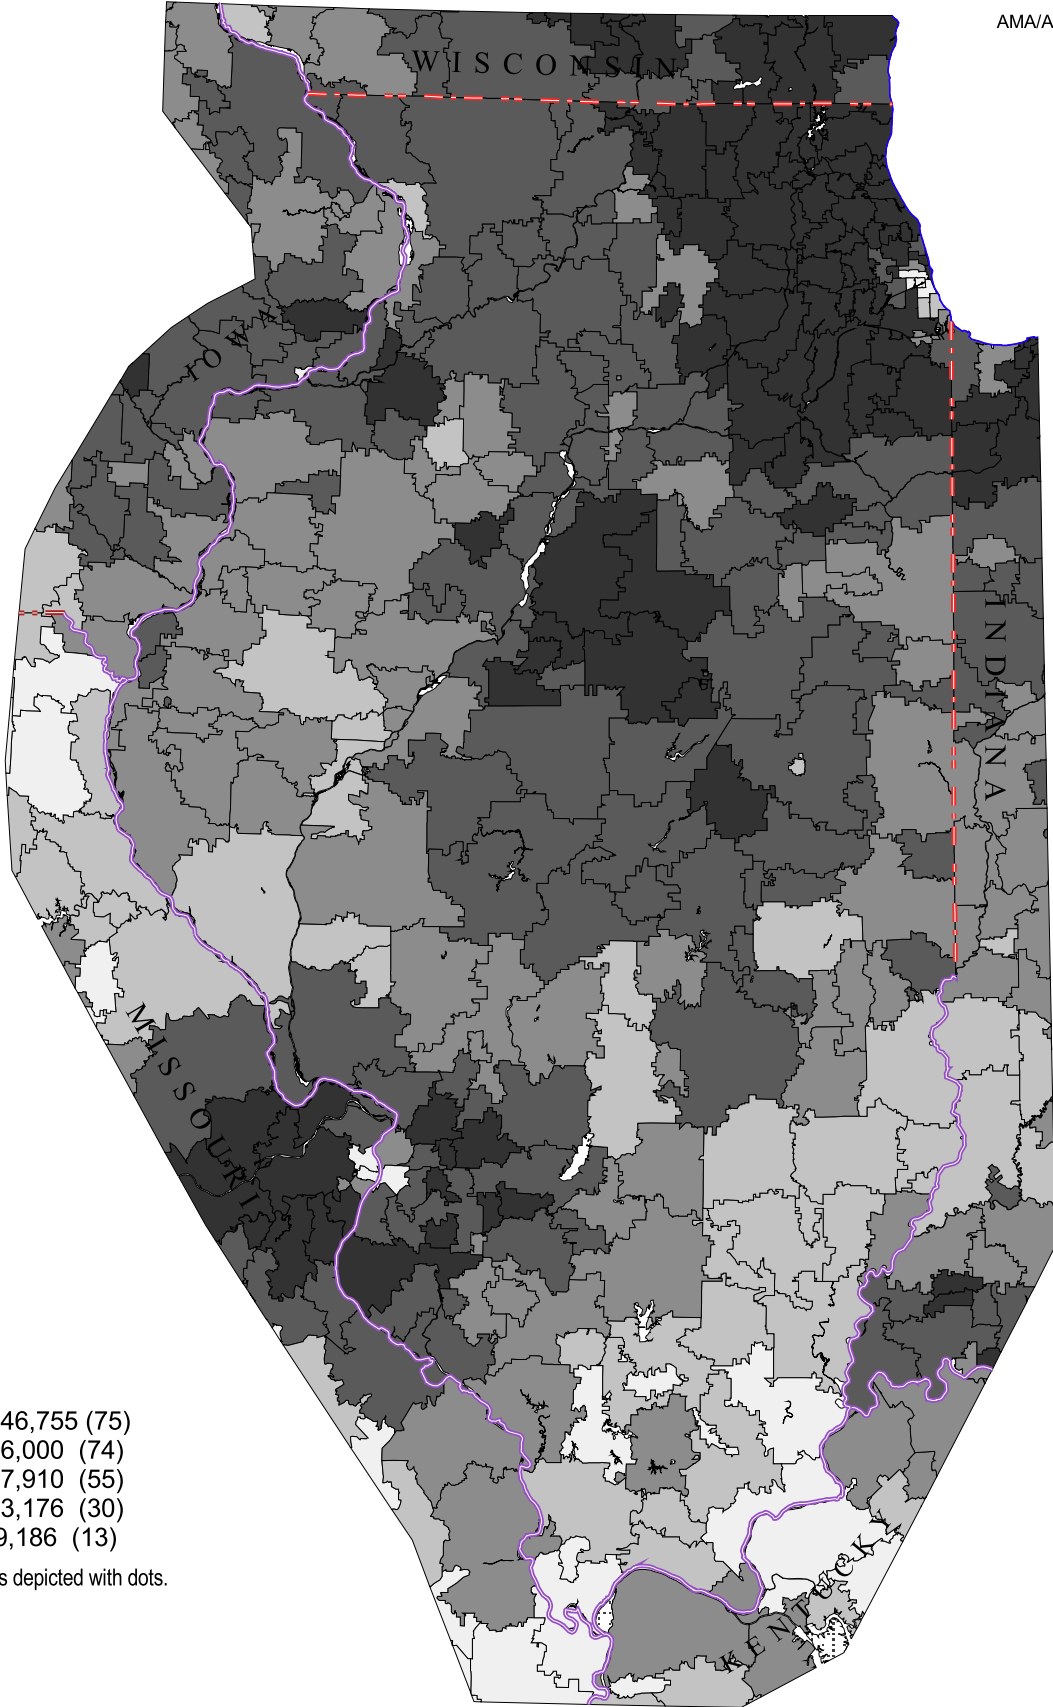 AMA/A
WISCONSIN
IOWA
INDIANA
MISSOURI
46,755 (75)
6,000 (74)
7,910 (55)
3,176 (30)
9,186 (13)
s depicted with dots.
KENTUCKY